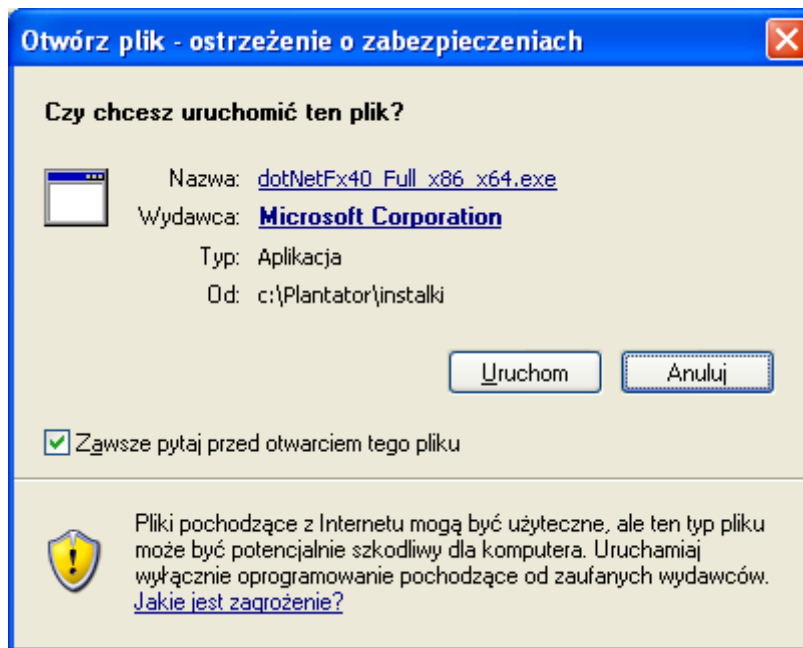 Otwórz plik - ostrzeżenie o zabezpieczeniach
Czy chcesz uruchomić ten plik?
Nazwa: dotNetFx40_Full_x86_x64.exe
Wydawca: Microsoft Corporation
Typ: Aplikacja
Od: c:\Plantator\instalki
Uruchom Anuluj
Zawsze pytaj przed otwarciem tego pliku
Pliki pochodzące z Internetu mogą być użyteczne, ale ten typ pliku
może być potencjalnie szkodliwy dla komputera. Uruchamiaj
wyłącznie oprogramowanie pochodzące od zaufanych wydawców.
Jakie jest zagrożenie?